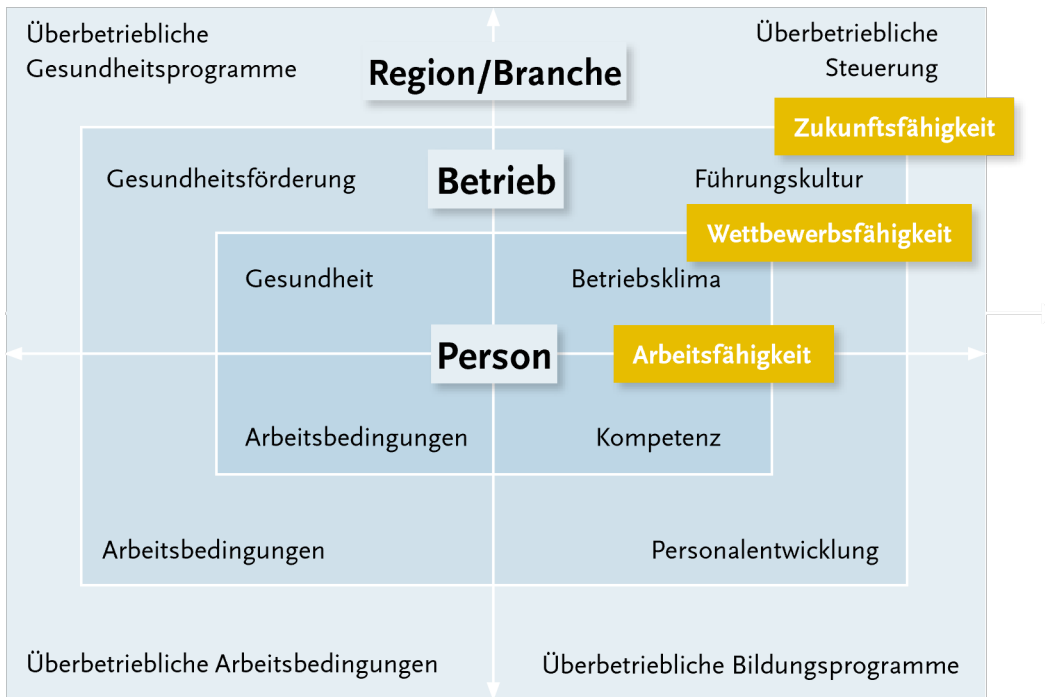 Überbetriebliche
Gesundheitsprogramme
Region/Branche
Überbetriebliche
Steuerung
Zukunftsfähigkeit
Gesundheitsförderung
Betrieb
Führungskultur
Wettbewerbsfähigkeit
Gesundheit
Betriebsklima
Person
Arbeitsfähigkeit
Arbeitsbedingungen
Kompetenz
Arbeitsbedingungen
Personalentwicklung
Überbetriebliche Arbeitsbedingungen
Überbetriebliche Bildungsprogramme